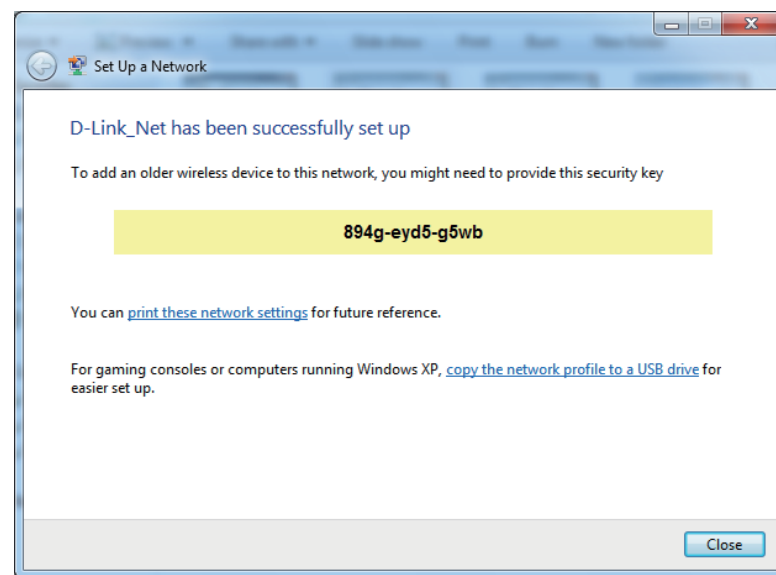 Set Up a Network
D-Link_Net has been successfully set up
To add an older wireless device to this network, you might need to provide this security key
894g-eyd5-g5wb
You can print these network settings for future reference.
For gaming consoles or computers running Windows XP, copy the network profile to a USB drive for
easier set up.
Close